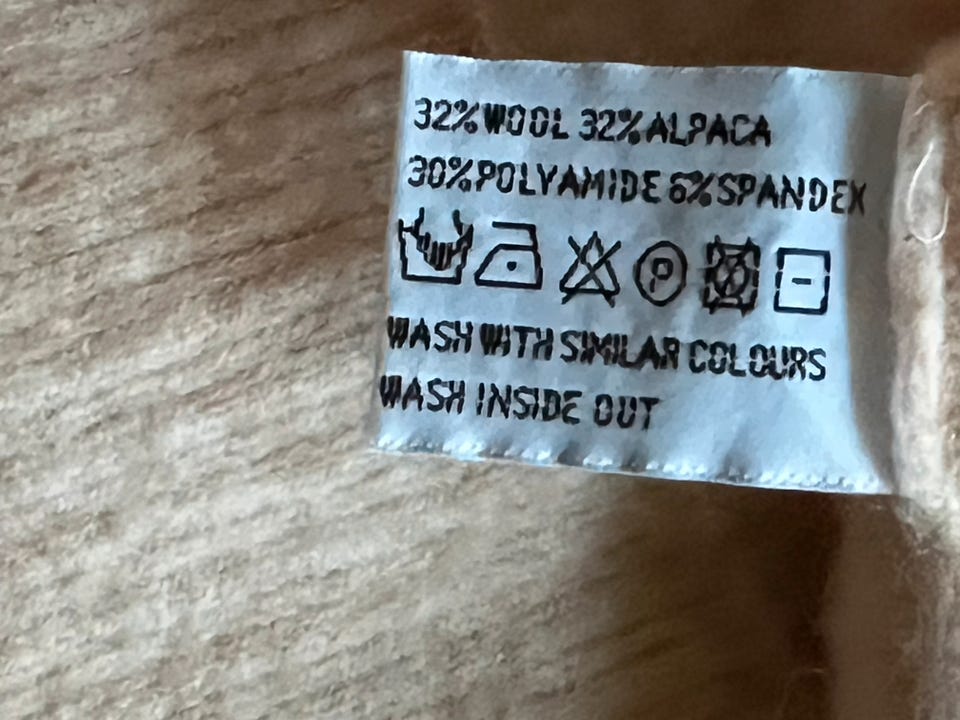 32% WOOL 32% ALPACA
30% POLYAMIDE 6% SPANDEX
P
WASH WITH SIMILAR COLOURS
WASH INSIDE OUT